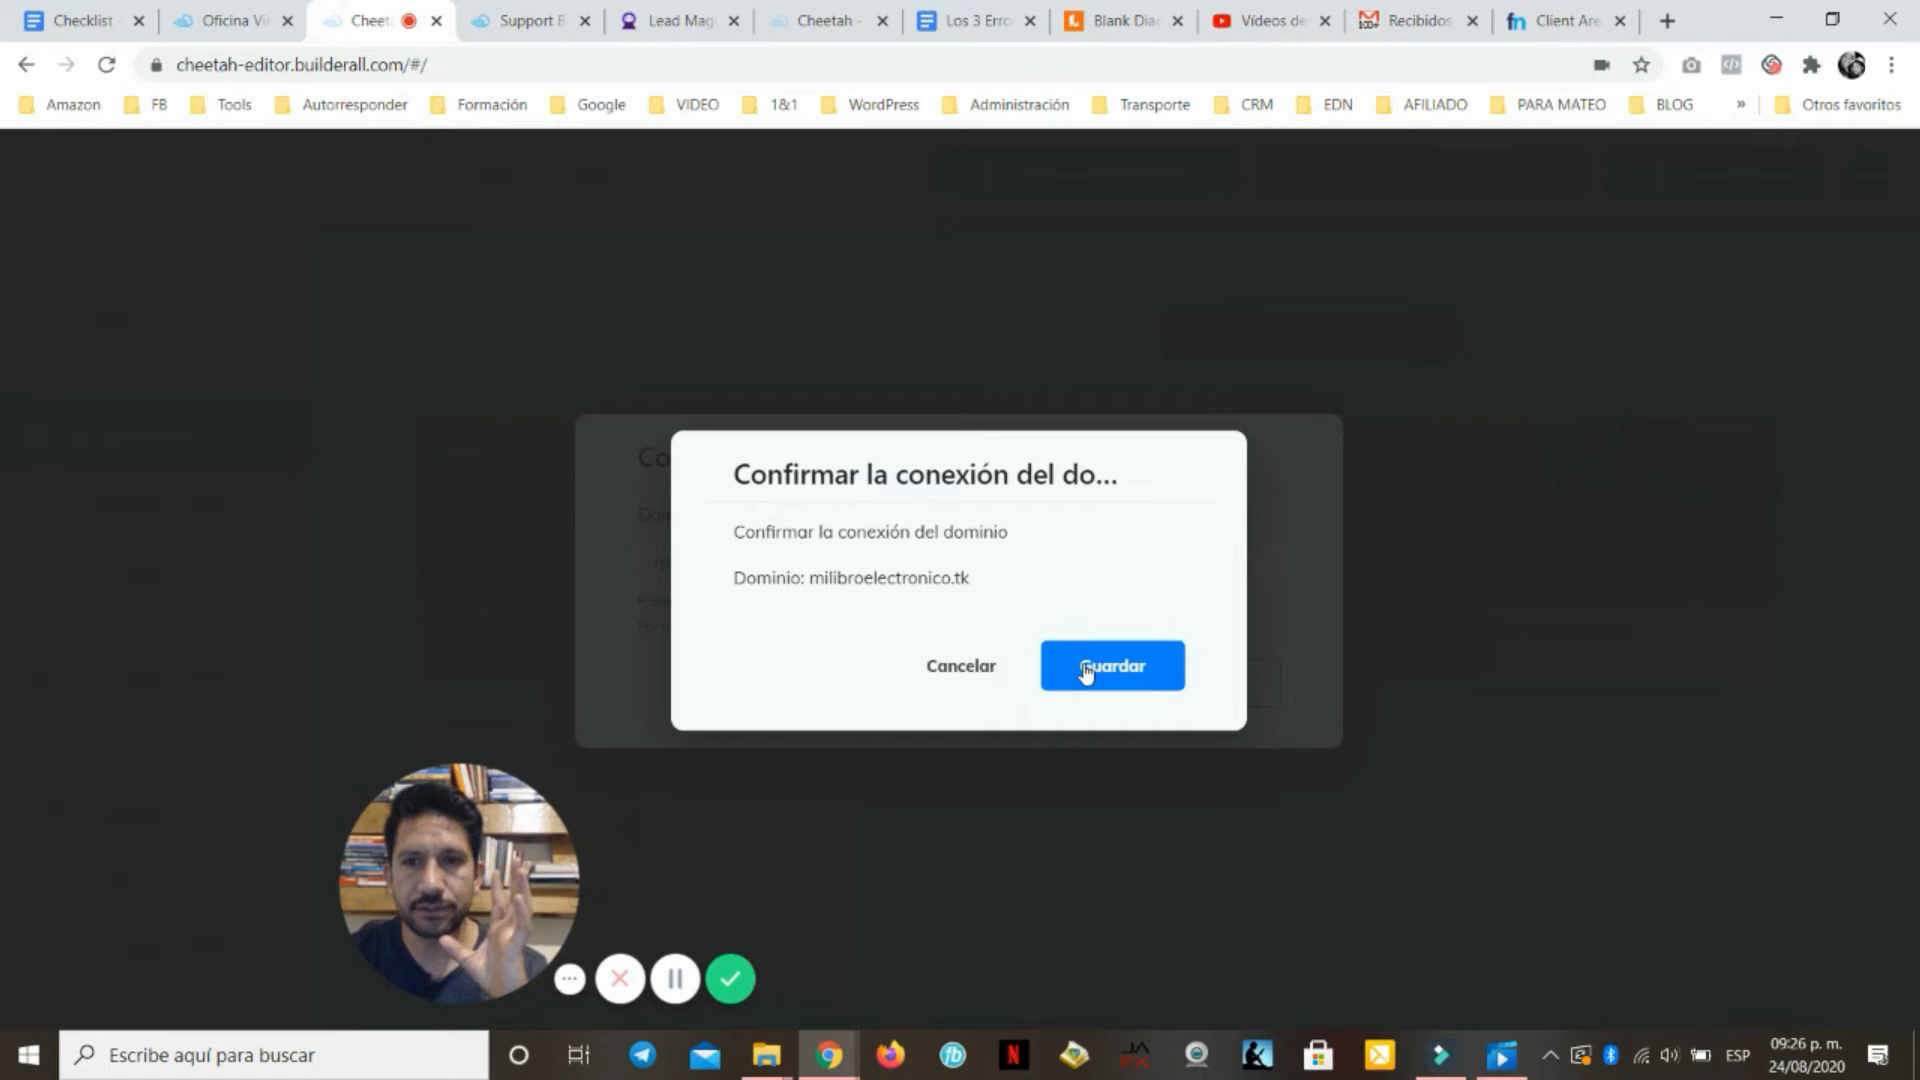 Checklist
Oficina Vi
Cheet
Support B
Lead Mag
Cheetah -
Los 3 Erro
Blank Dia
Vídeos de
Recibidos
Client Are
cheetah-editor.builderall.com/#/
Amazon
FB
Tools
Autorresponder
Formación
Google
VIDEO
1&1
WordPress
Administración
Transporte
CRM
EDN
AFILIADO
PARA MATEO
BLOG
»
Otros favoritos
Confirmar la conexión del do...
Confirmar la conexión del dominio
Dominio: milibroelectronico.tk
Cancelar
Guardar
Escribe aquí para buscar
ESP
09:26 p. m.
24/08/2020